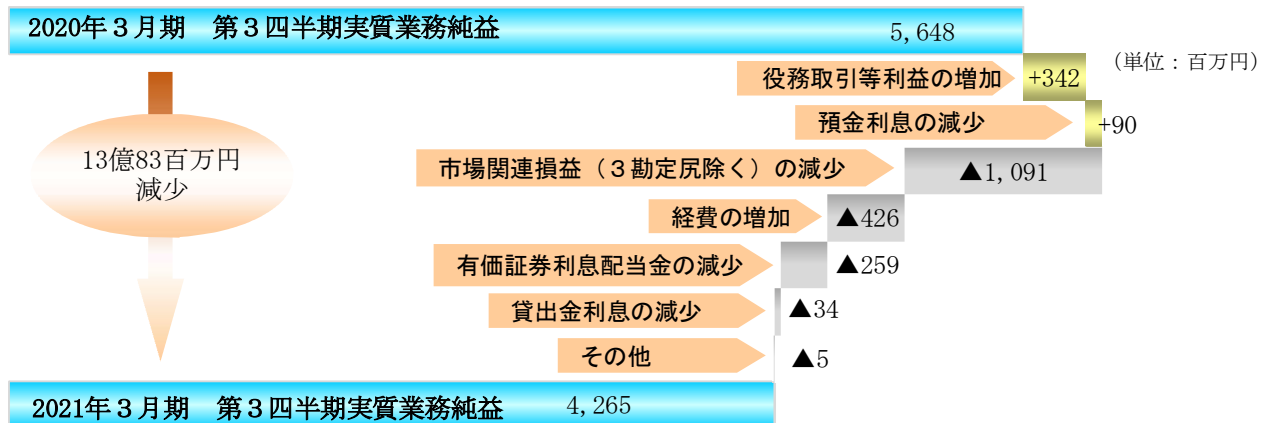 2020年３月期　第３四半期実質業務純益 5,648
（単位：百万円）
役務取引等利益の増加 +342
預金利息の減少 +90
13億83百万円
減少
市場関連損益（３勘定尻除く）の減少 ▲1,091
経費の増加 ▲426
有価証券利息配当金の減少 ▲259
貸出金利息の減少 ▲34
その他 ▲5
2021年３月期　第３四半期実質業務純益 4,265